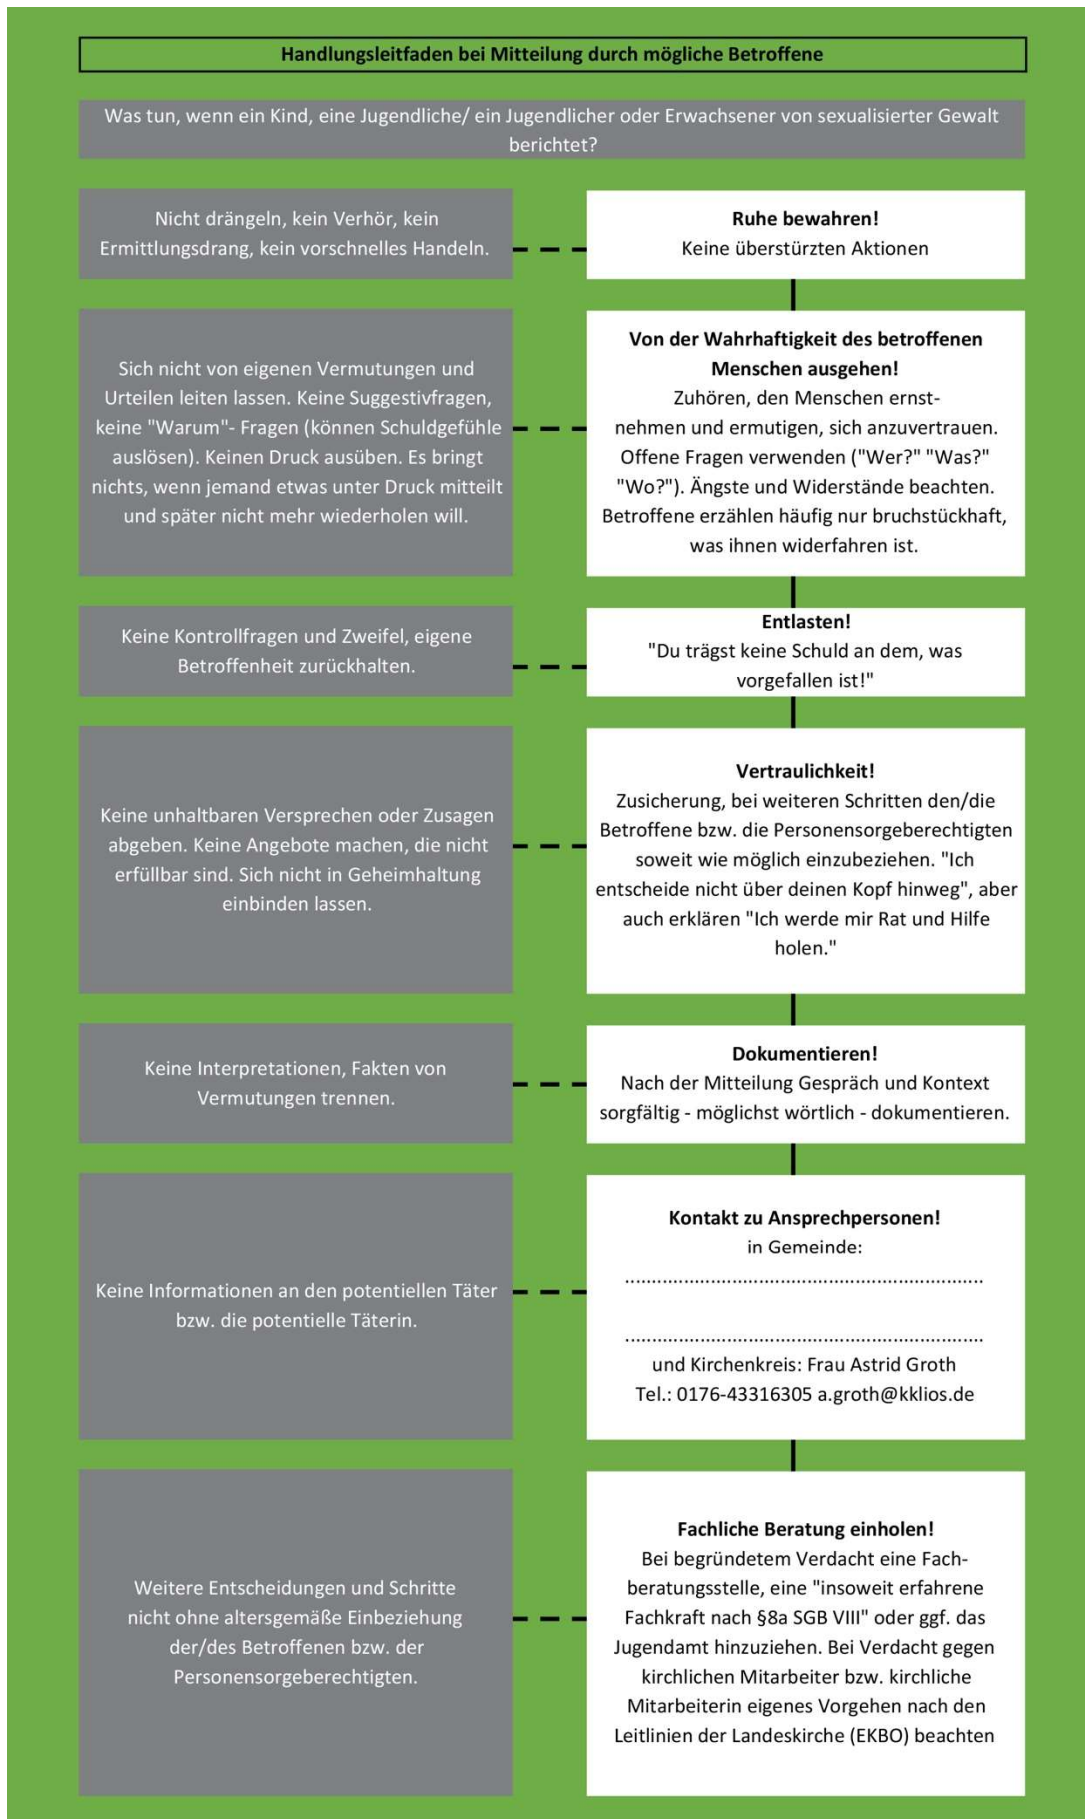 Handlungsleitfaden bei Mitteilung durch mögliche Betroffene
Was tun, wenn ein Kind, eine Jugendliche/ ein Jugendlicher oder Erwachsener von sexualisierter Gewalt
berichtet?
Nicht drängeln, kein Verhör, kein
Ermittlungsdrang, kein vorschnelles Handeln.
Ruhe bewahren!
Keine überstürzten Aktionen
Sich nicht von eigenen Vermutungen und
Urteilen leiten lassen. Keine Suggestivfragen,
keine "Warum"- Fragen (können Schuldgefühle
auslösen). Keinen Druck ausüben. Es bringt
nichts, wenn jemand etwas unter Druck mitteilt
und später nicht mehr wiederholen will.
Von der Wahrhaftigkeit des betroffenen
Menschen ausgehen!
Zuhören, den Menschen ernst-
nehmen und ermutigen, sich anzuvertrauen.
Offene Fragen verwenden ("Wer?" "Was?"
"Wo?"). Ängste und Widerstände beachten.
Betroffene erzählen häufig nur bruchstückhaft,
was ihnen widerfahren ist.
Keine Kontrollfragen und Zweifel, eigene
Betroffenheit zurückhalten.
Entlasten!
"Du trägst keine Schuld an dem, was
vorgefallen ist!"
Keine unhaltbaren Versprechen oder Zusagen
abgeben. Keine Angebote machen, die nicht
erfüllbar sind. Sich nicht in Geheimhaltung
einbinden lassen.
Vertraulichkeit!
Zusicherung, bei weiteren Schritten den/die
Betroffene bzw. die Personensorgeberechtigten
soweit wie möglich einzubeziehen. "Ich
entscheide nicht über deinen Kopf hinweg", aber
auch erklären "Ich werde mir Rat und Hilfe
holen."
Keine Interpretationen, Fakten von
Vermutungen trennen.
Dokumentieren!
Nach der Mitteilung Gespräch und Kontext
sorgfältig - möglichst wörtlich - dokumentieren.
Keine Informationen an den potentiellen Täter
bzw. die potentielle Täterin.
Kontakt zu Ansprechpersonen!
in Gemeinde:
...................................................................
...................................................................
und Kirchenkreis: Frau Astrid Groth
Tel.: 0176-43316305 a.groth@kklios.de
Weitere Entscheidungen und Schritte
nicht ohne altersgemäße Einbeziehung
der/des Betroffenen bzw. der
Personensorgeberechtigten.
Fachliche Beratung einholen!
Bei begründetem Verdacht eine Fach-
beratungsstelle, eine "insoweit erfahrene
Fachkraft nach §8a SGB VIII" oder ggf. das
Jugendamt hinzuziehen. Bei Verdacht gegen
kirchlichen Mitarbeiter bzw. kirchliche
Mitarbeiterin eigenes Vorgehen nach den
Leitlinien der Landeskirche (EKBO) beachten